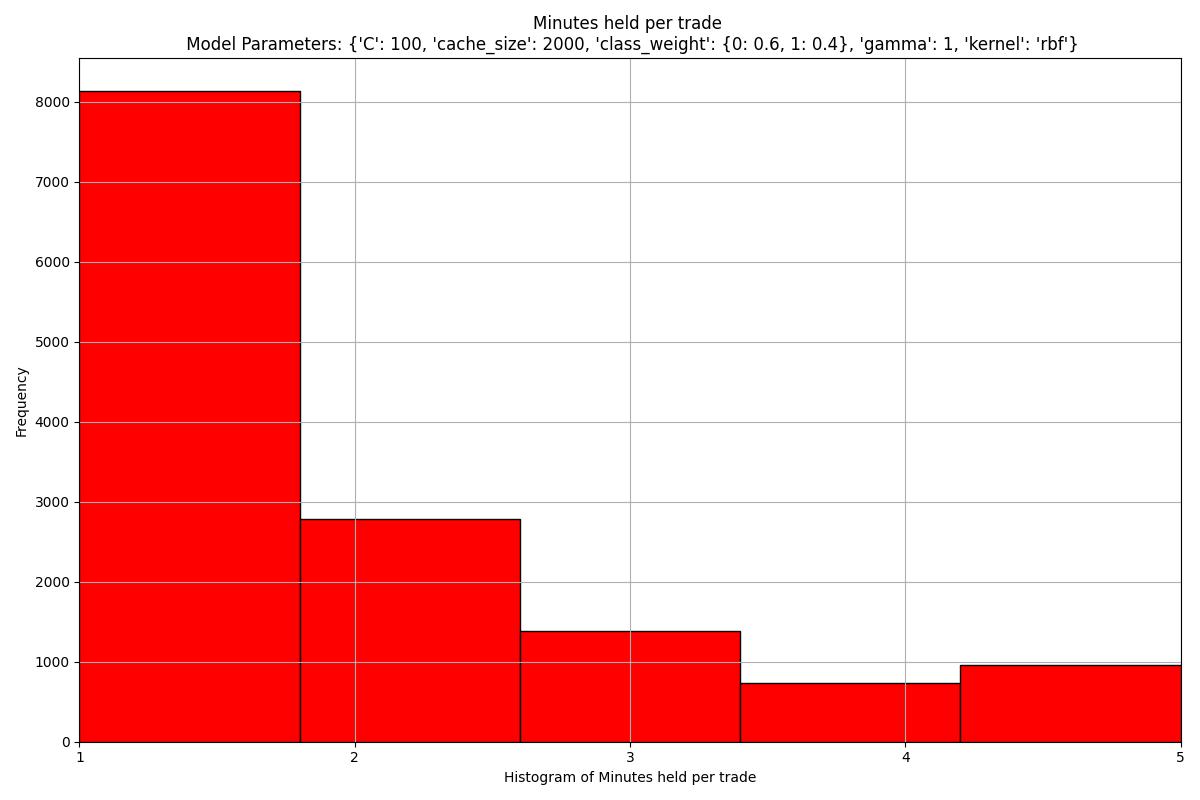 Minutes held per trade
Model Parameters: {'C': 100, 'cache_size': 2000, 'class_weight': {0: 0.6, 1: 0.4}, 'gamma': 1, 'kernel': 'rbf'}
8000
7000
6000
5000
4000
3000
2000
1000
0
Frequency
1 2 3 4 5
Histogram of Minutes held per trade